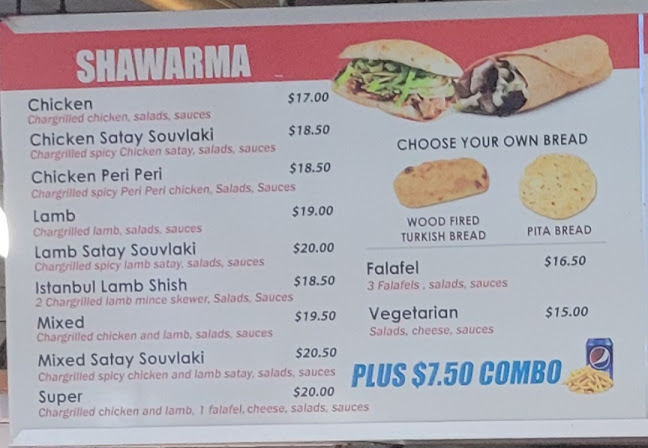 SHAWARMA
Chicken $17.00
Chargrilled chicken, salads, sauces
Chicken Satay Souvlaki $18.50
Chargrilled spicy Chicken satay, salads, sauces
Chicken Peri Peri $18.50
Chargrilled spicy Peri Peri chicken, Salads, Sauces
Lamb $19.00
Chargrilled lamb, salads, sauces
Lamb Satay Souvlaki $20.00
Chargrilled spicy lamb satay, salads, sauces
Istanbul Lamb Shish $18.50
2 Chargrilled lamb mince skewer, Salads, Sauces
Mixed $19.50
Chargrilled chicken and lamb, salads, sauces
Mixed Satay Souvlaki $20.50
Chargrilled spicy chicken and lamb satay, salads, sauces
Super $20.00
Chargrilled chicken and lamb, 1 falafel, cheese, salads, sauces
CHOOSE YOUR OWN BREAD
WOOD FIRED
TURKISH BREAD
PITA BREAD
Falafel $16.50
3 Falafels , salads, sauces
Vegetarian $15.00
Salads, cheese, sauces
PLUS $7.50 COMBO